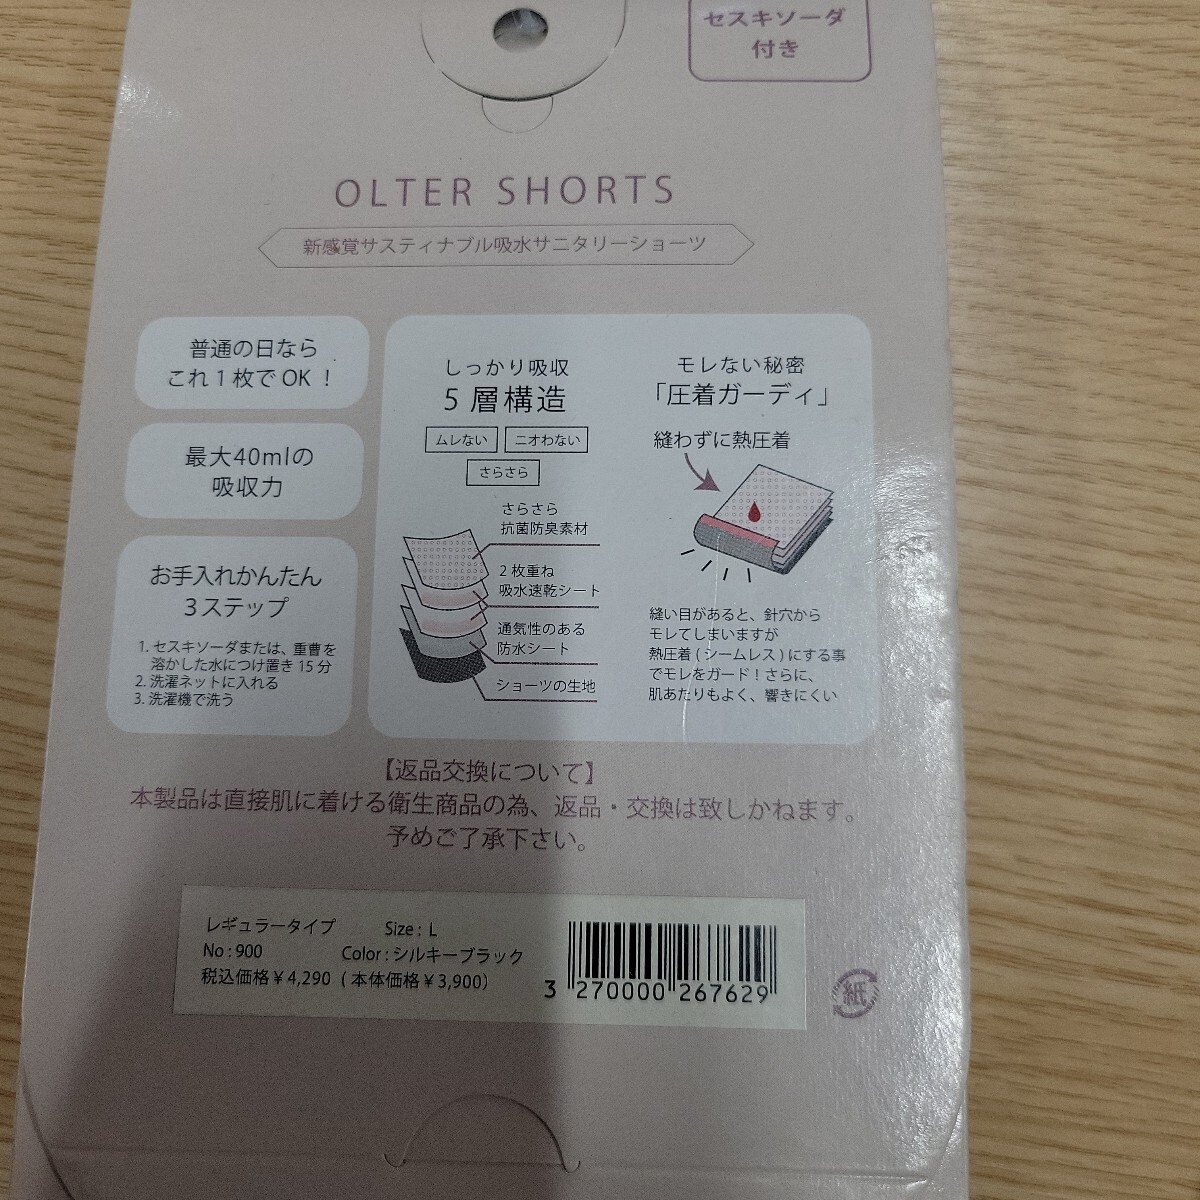 セスキソーダ
付き
OLTER SHORTS
新感覚サスティナブル吸水サニタリーショーツ
普通の日なら
これ1枚でOK！
最大40mlの
吸収力
お手入れかんたん
3ステップ
1. セスキソーダまたは、重曹を
溶かした水につけ置き15分
2. 洗濯ネットに入れる
3. 洗濯機で洗う
しっかり吸収
5層構造
ムレない ニオわない
さらさら
さらさら
抗菌防臭素材
2枚重ね
吸水速乾シート
通気性のある
防水シート
ショーツの生地
モレない秘密
「圧着ガーディ」
縫わずに熱圧着
縫い目があると、針穴から
モレてしまいますが
熱圧着(シームレス)にする事
でモレをガード！さらに、
肌あたりもよく、響きにくい
【返品交換について】
本製品は直接肌に着ける衛生商品の為、返品・交換は致しかねます。
予めご了承下さい。
レギュラータイプ Size: L
No:900 Color:シルキーブラック
税込価格￥4,290 (本体価格￥3,900)
3 270000 267629
紙